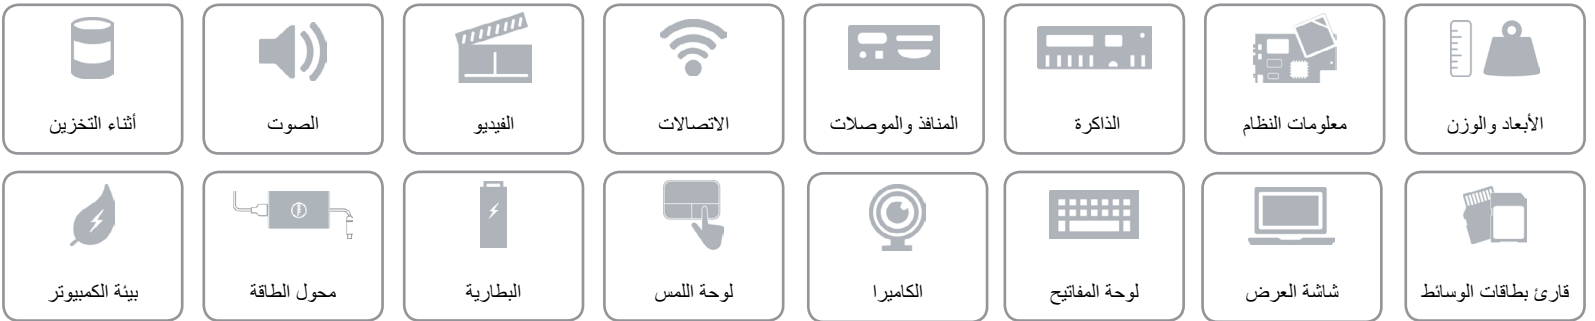 الأبعاد والوزن
معلومات النظام
الذاكرة
المنافذ والموصلات
الاتصالات
الفيديو
الصوت
أثناء التخزين
قارئ بطاقات الوسائط
شاشة العرض
لوحة المفاتيح
الكاميرا
لوحة اللمس
البطارية
محول الطاقة
بيئة الكمبيوتر